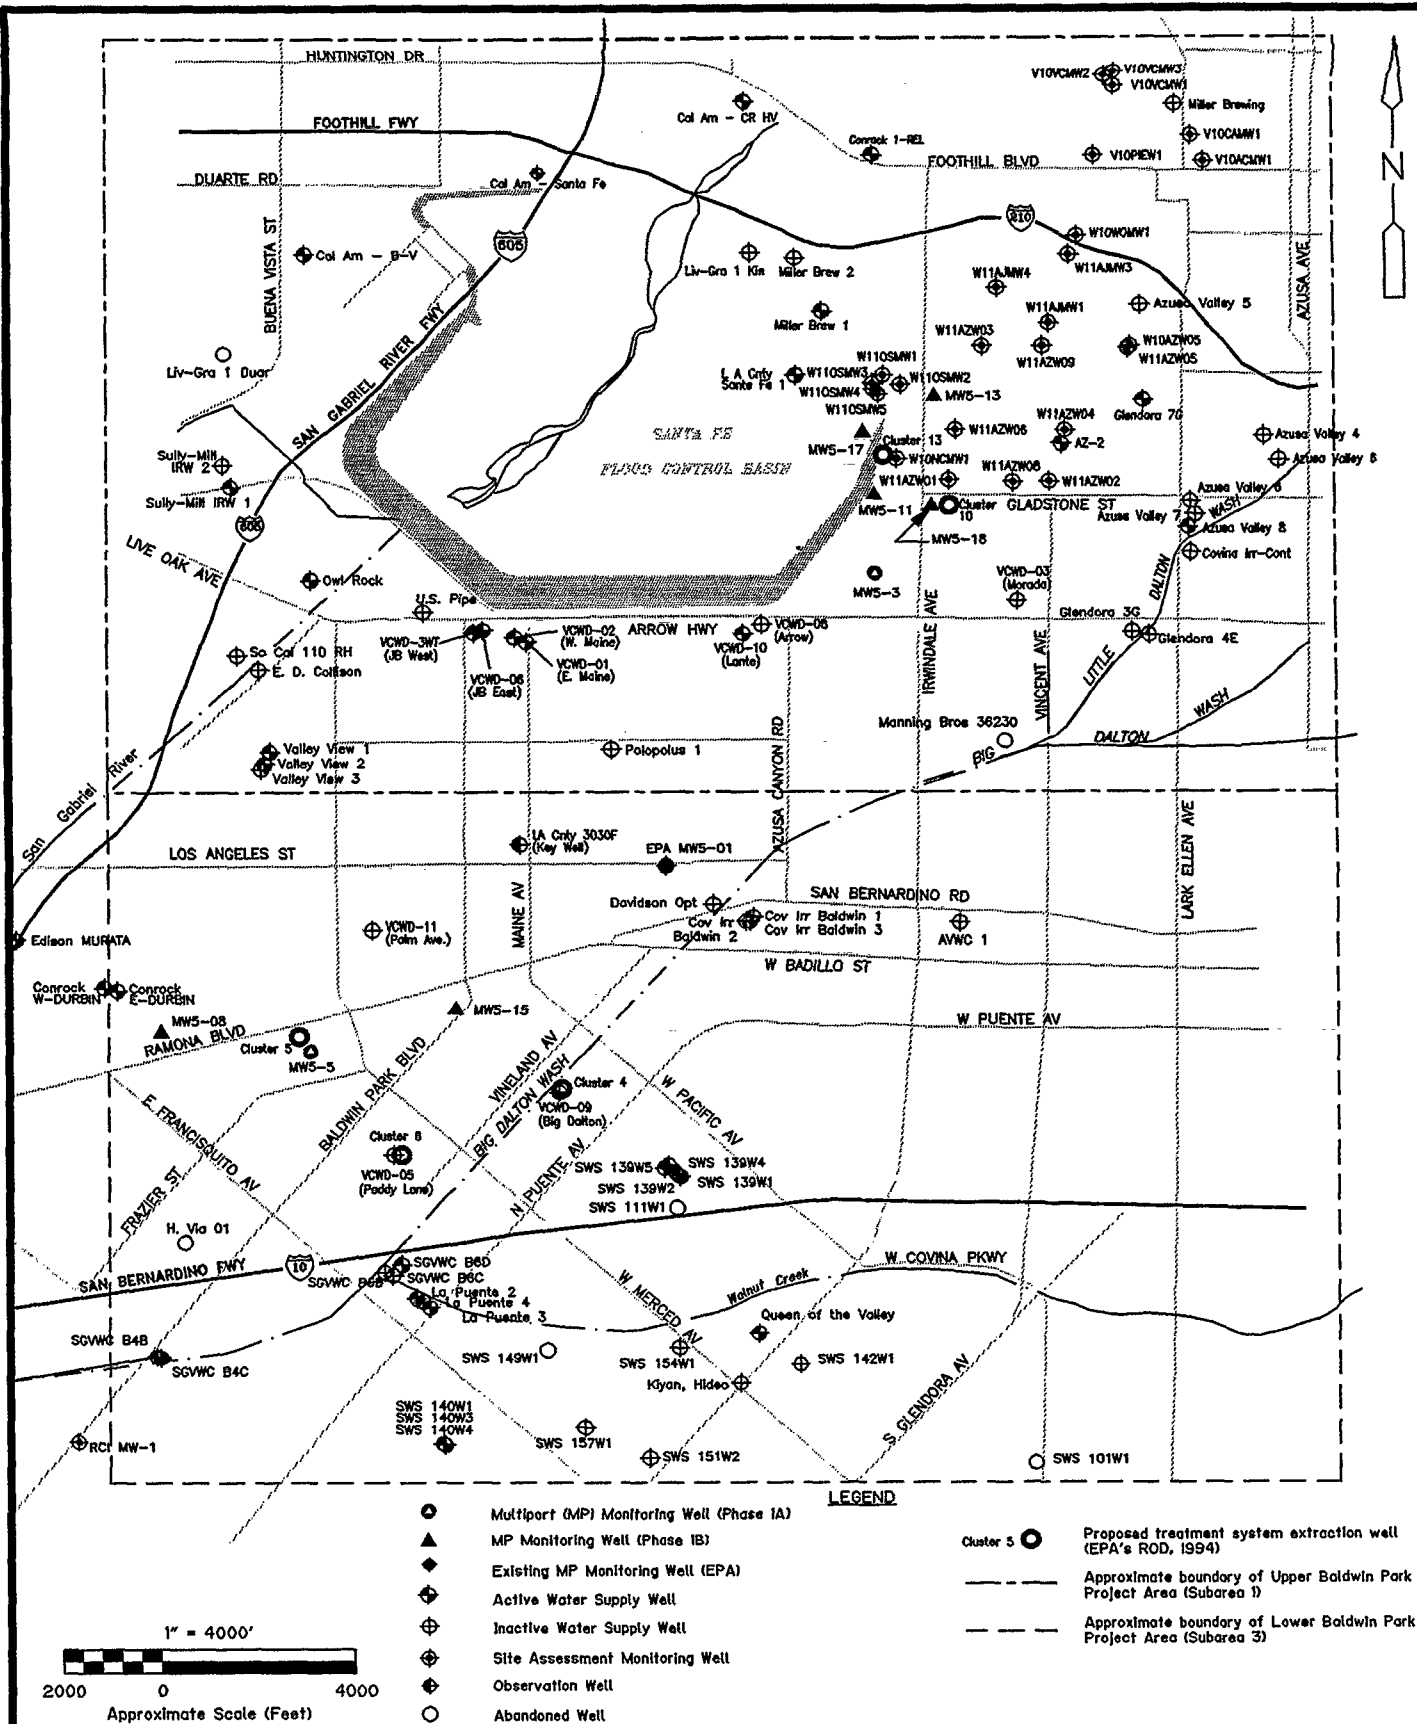 HUNTINGTON DR
V10VCMW2
V10VCMW3
V10VCMW1
Cal Am - CR HV
Miller Brewing
FOOTHILL FWY
Conrock 1-REL
V10CAMW1
FOOTHILL BLVD
V10PIEW1
V10ACMW1
DUARTE RD
Cal Am - Santa Fe
BUENA VISTA ST
605
210
W10WOMW1
Cal Am - B-V
Liv-Gra 1 Kin
Miller Brew 2
W11AJMW3
W11AJMW4
AZUSA AVE
Azusa Valley 5
Miller Brew 1
W11AJMW1
SAN GABRIEL RIVER FWY
W11AZW03
W11AZW09
W10AZW05
W11AZW05
Liv-Gra 1 Duar
L A Cnty
Santa Fe 1
W11OSMW1
W11OSMW3
W11OSMW2
W11OSMW4
W11OSMW5
MW5-13
Glendora 7G
SANTA FE
FLOOD CONTROL BASIN
W11AZW04
W11AZW06
AZ-2
Azusa Valley 4
MW5-17
Cluster 13
W10NCMW1
Sully-Mill
IRW 2
Sully-Mill IRW 1
605
W11AZW01
W11AZW08
W11AZW02
Azusa Valley 6
MW5-11
Cluster
10
GLADSTONE ST
Azusa Valley 7
WASH
Azusa Valley 8
MW5-18
Covina Irr-Cont
LIVE OAK AVE
Owl Rock
MW5-3
VCWD-03
(Morada)
DALTON
U.S. Pipe
IRWINDALE AVE
Glendora 3G
Glendora 4E
VCWD-3WT
(JB West)
VCWD-02
(W. Maine)
ARROW HWY
VCWD-10
(Lante)
(Arrow)
So Cal 110 RH
E. D. Collison
VCWD-06
(JB East)
VCWD-01
(E. Maine)
VINCENT AVE
LITTLE
Manning Bros 36230
WASH
Valley View 1
Valley View 2
Valley View 3
Polopolus 1
AZUSA CANYON RD
BIG
DALTON
San Gabriel River
LA Cnty 3030F
(Key Well)
LOS ANGELES ST
EPA MW5-01
LARK ELLEN AVE
MAINE AV
SAN BERNARDINO RD
Davidson Opt
Cov Irr
Baldwin 2
Cov Irr Baldwin 1
Cov Irr Baldwin 3
AVWC 1
VCWD-11
(Palm Ave.)
Edison MURATA
W BADILLO ST
Conrock
W-DURBIN
Conrock
E-DURBIN
MW5-15
W PUENTE AV
MW5-08
RAMONA BLVD
Cluster 5
MW5-5
BALDWIN PARK BLVD
VINELAND AV
BIG DALTON WASH
Cluster 4
VCWD-09
(Big Dalton)
W PACIFIC AV
E FRANCISQUITO AV
Cluster 6
VCWD-05
(Paddy Lane)
N PUENTE AV
SWS 139W5
SWS 139W4
SWS 139W2
SWS 139W1
SWS 111W1
FRAZIER ST
H. Via 01
10
SAN BERNARDINO FWY
SGVWC B6D
SGVWC B6B
SGVWC B6C
W COVINA PKWY
Walnut Creek
La Puente 2
La Puente 4
La Puente 3
W MERCED AV
Queen of the Valley
SGVWC B4B
SGVWC B4C
SWS 149W1
SWS 154W1
SWS 142W1
Kiyan, Hideo
S GLENDORA AV
SWS 140W1
SWS 140W3
SWS 140W4
RCI MW-1
SWS 157W1
SWS 151W2
SWS 101W1
N
LEGEND
Multiport (MP) Monitoring Well (Phase 1A)
MP Monitoring Well (Phase 1B)
Existing MP Monitoring Well (EPA)
Active Water Supply Well
Inactive Water Supply Well
Site Assessment Monitoring Well
Observation Well
Abandoned Well
Cluster 5
Proposed treatment system extraction well
(EPA's ROD, 1994)
Approximate boundary of Upper Baldwin Park
Project Area (Subarea 1)
Approximate boundary of Lower Baldwin Park
Project Area (Subarea 3)
1" = 4000'
2000 0 4000
Approximate Scale (Feet)